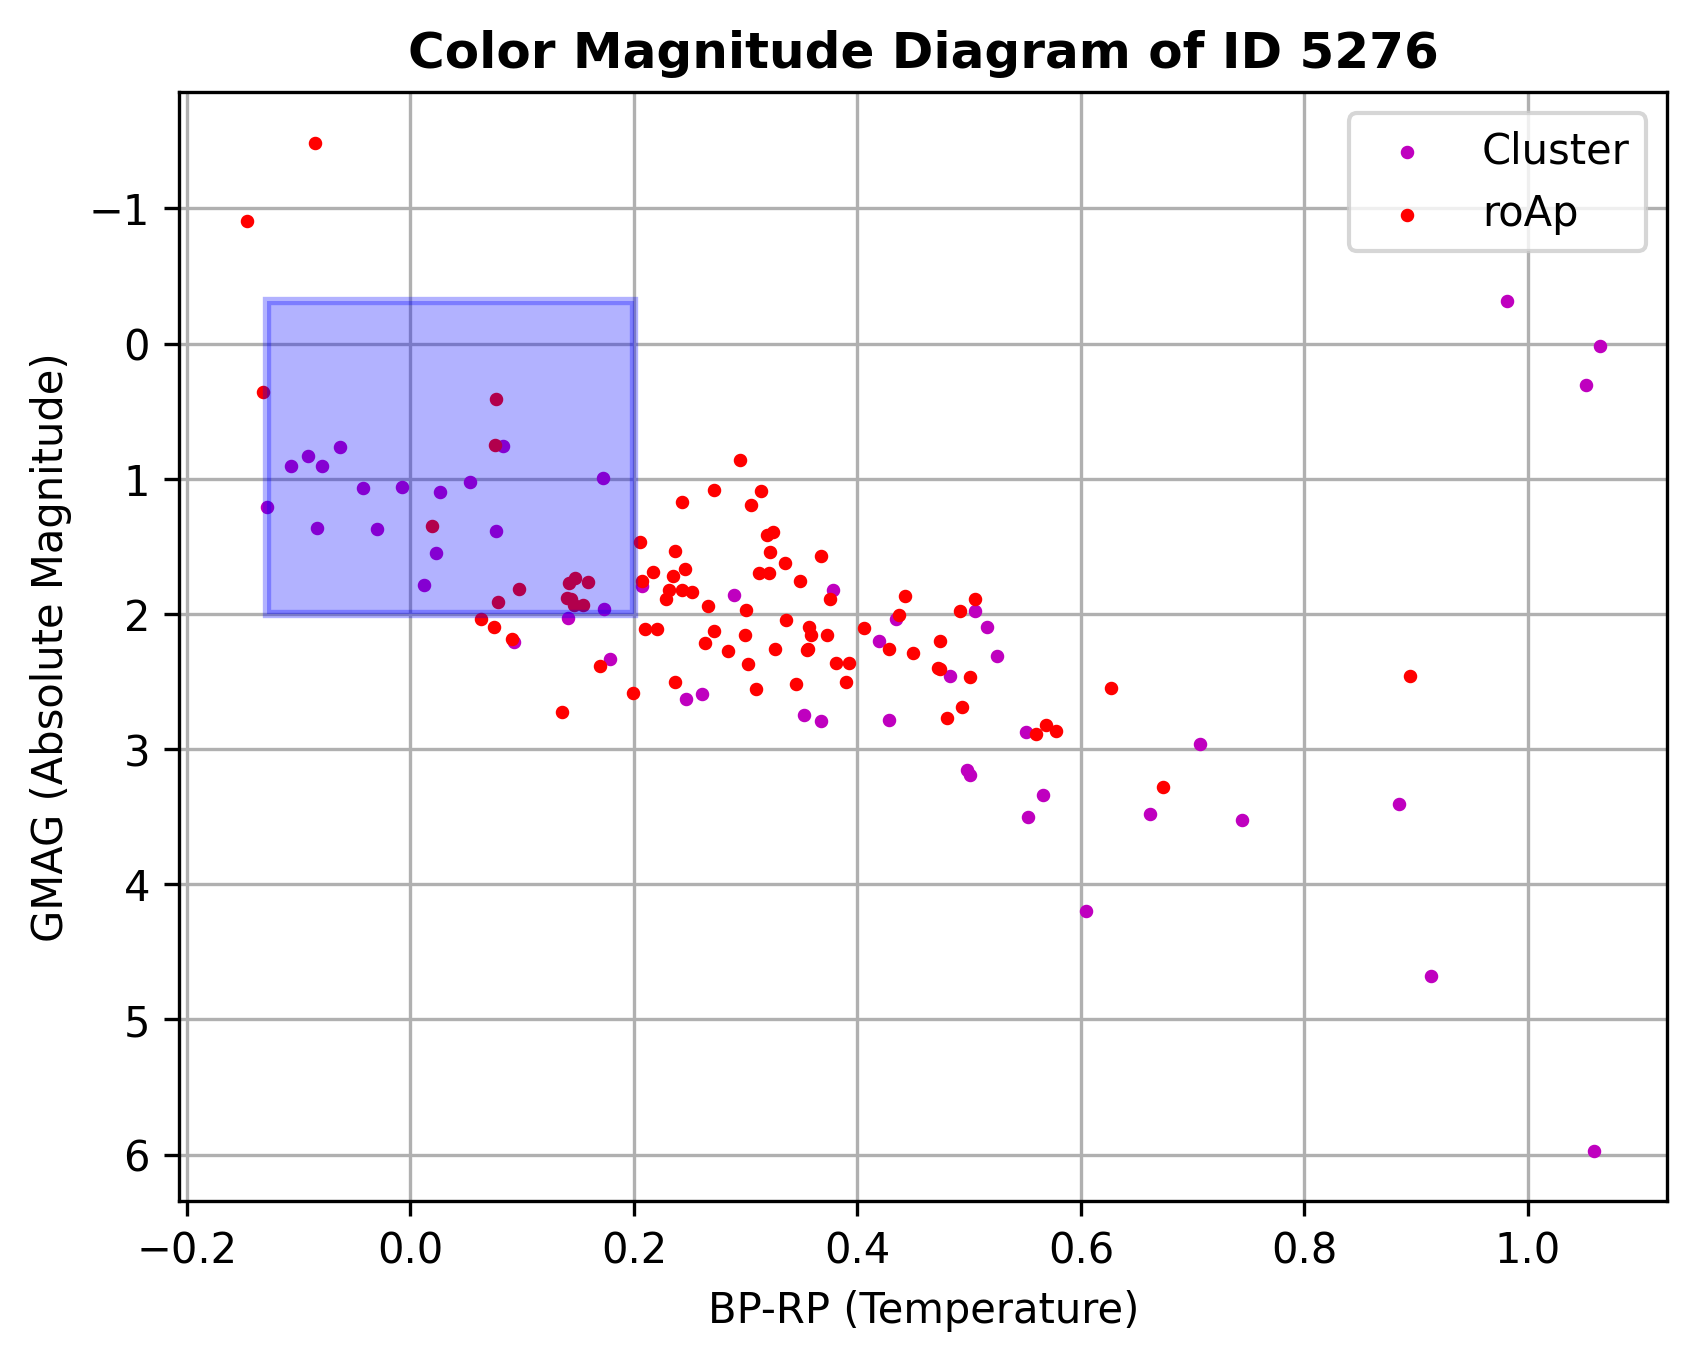 Color Magnitude Diagram of ID 5276
Cluster
roAp
GMAG (Absolute Magnitude)
−1
0
1
2
3
4
5
6
−0.2 0.0 0.2 0.4 0.6 0.8 1.0
BP-RP (Temperature)